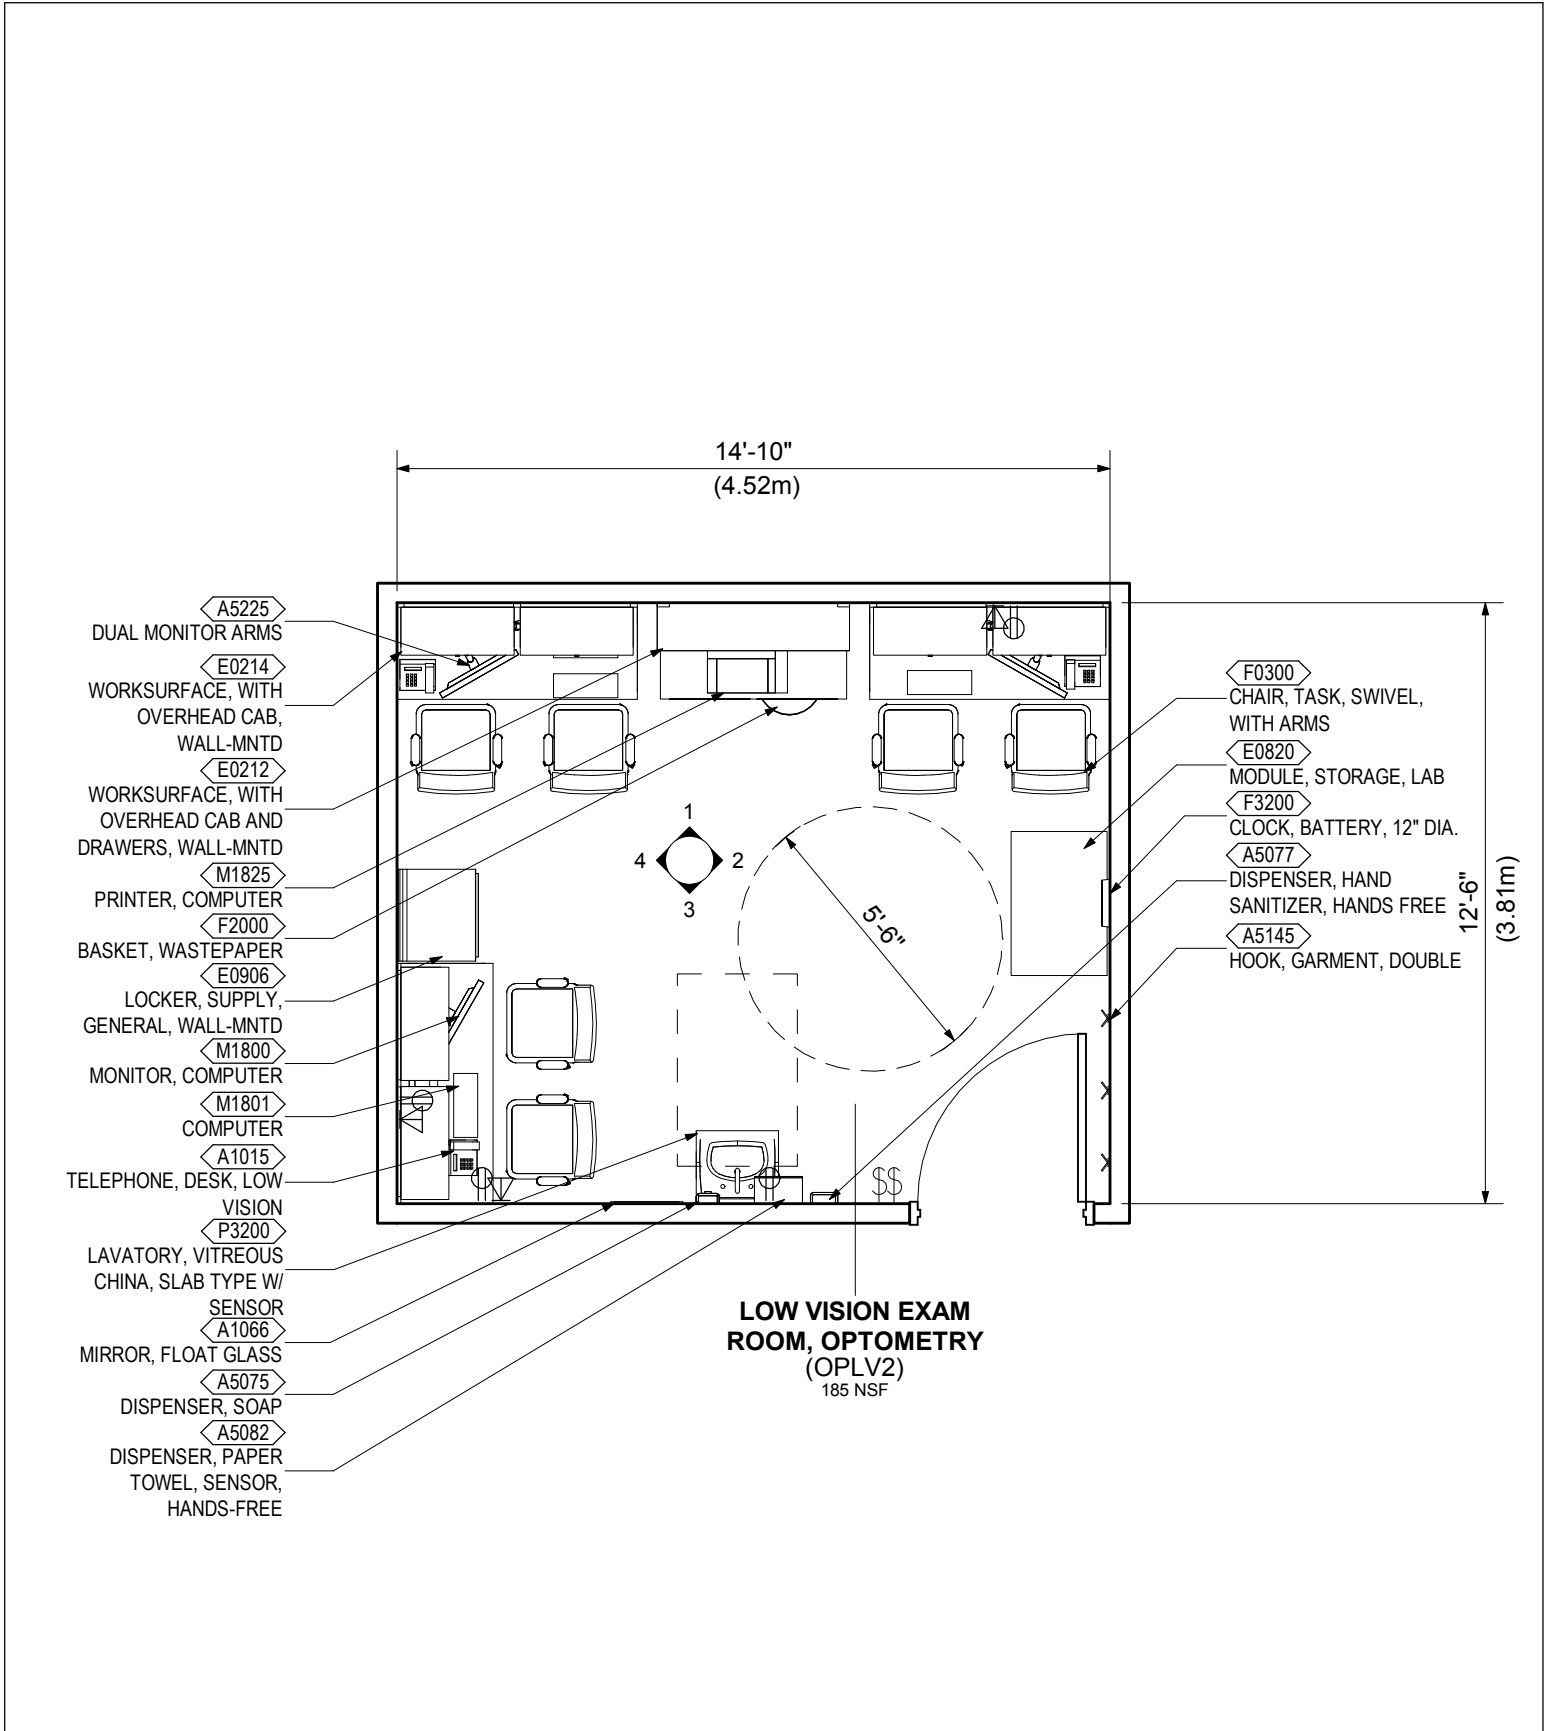 14'-10"
(4.52m)
A5225
DUAL MONITOR ARMS
E0214
WORKSURFACE, WITH
OVERHEAD CAB,
WALL-MNTD
E0212
WORKSURFACE, WITH
OVERHEAD CAB AND
DRAWERS, WALL-MNTD
M1825
PRINTER, COMPUTER
F2000
BASKET, WASTEPAPER
E0906
LOCKER, SUPPLY,
GENERAL, WALL-MNTD
M1800
MONITOR, COMPUTER
M1801
COMPUTER
A1015
TELEPHONE, DESK, LOW
VISION
P3200
LAVATORY, VITREOUS
CHINA, SLAB TYPE W/
SENSOR
A1066
MIRROR, FLOAT GLASS
A5075
DISPENSER, SOAP
A5082
DISPENSER, PAPER
TOWEL, SENSOR,
HANDS-FREE
1
4
2
3
5'-6"
SS
F0300
CHAIR, TASK, SWIVEL,
WITH ARMS
E0820
MODULE, STORAGE, LAB
F3200
CLOCK, BATTERY, 12" DIA.
A5077
DISPENSER, HAND
SANITIZER, HANDS FREE
A5145
HOOK, GARMENT, DOUBLE
12'-6"
(3.81m)
LOW VISION EXAM
ROOM, OPTOMETRY
(OPLV2)
185 NSF